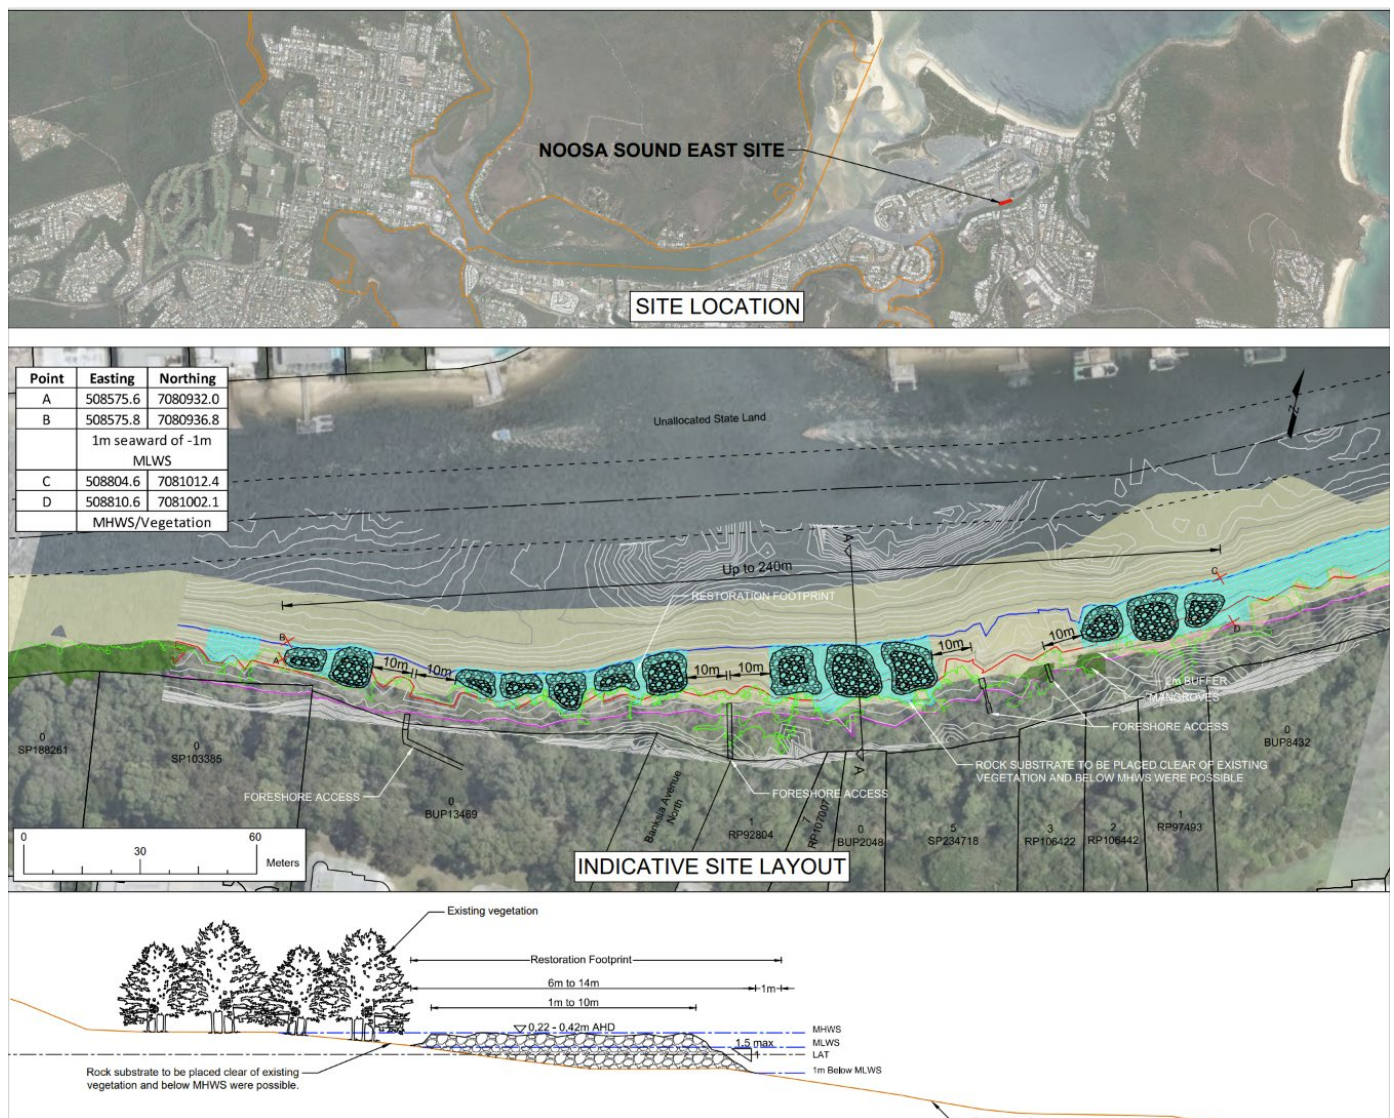 NOOSA SOUND EAST SITE
SITE LOCATION
Point Easting Northing
A 508575.6 7080932.0
B 508575.8 7080936.8
1m seaward of -1m
MLWS
C 508804.6 7081012.4
D 508810.6 7081002.1
MHWS/Vegetation
Unallocated State Land
N
A
Up to 240m
RESTORATION FOOTPRINT
C
B
A
D
10m
10m
10m
10m
10m
10m
2m BUFFER
MANGROVES
FORESHORE ACCESS
A
ROCK SUBSTRATE TO BE PLACED CLEAR OF EXISTING
VEGETATION AND BELOW MHWS WERE POSSIBLE
FORESHORE ACCESS
FORESHORE ACCESS
0
SP188261
0
SP103385
0
BUP13469
Banksia Avenue
North
1
RP92804
7
RP107007
0
BUP2048
5
SP234718
3
RP106422
2
RP106442
1
RP97493
0
BUP8432
0 60
30 Meters
INDICATIVE SITE LAYOUT
Existing vegetation
Restoration Footprint
6m to 14m
1m
1m to 10m
0.22 - 0.42m AHD
MHWS
1.5 max
1
MLWS
LAT
1m Below MLWS
Rock substrate to be placed clear of existing
vegetation and below MHWS were possible.